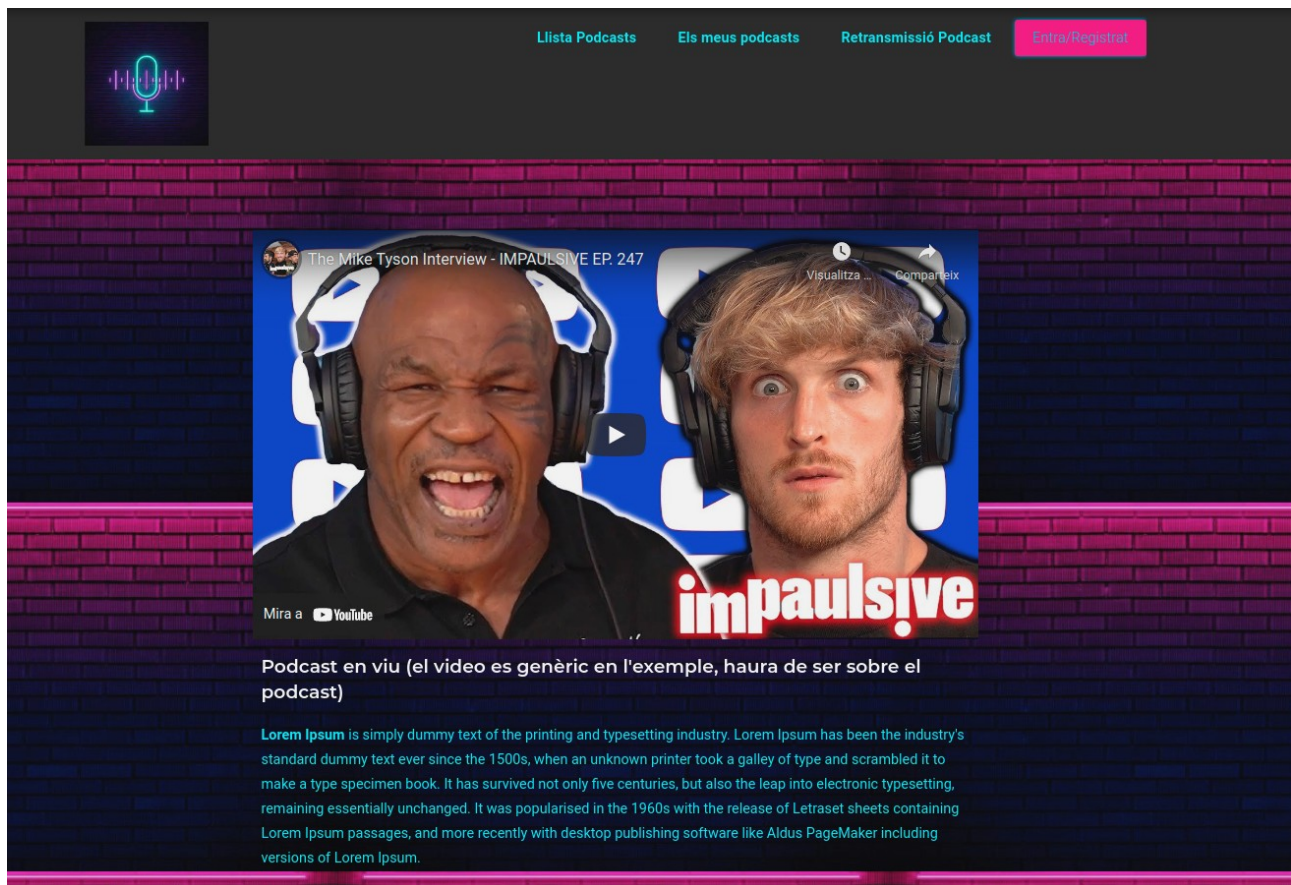 Llista Podcasts
Els meus podcasts
Retransmissió Podcast
Entra/Registrat
The Mike Tyson Interview - IMPAULSIVE EP. 247
Visualitza ...
Comparteix
impaulsive
Mira a YouTube
Podcast en viu (el video es genèric en l'exemple, haura de ser sobre el
podcast)
Lorem Ipsum is simply dummy text of the printing and typesetting industry. Lorem Ipsum has been the industry's
standard dummy text ever since the 1500s, when an unknown printer took a galley of type and scrambled it to
make a type specimen book. It has survived not only five centuries, but also the leap into electronic typesetting,
remaining essentially unchanged. It was popularised in the 1960s with the release of Letraset sheets containing
Lorem Ipsum passages, and more recently with desktop publishing software like Aldus PageMaker including
versions of Lorem Ipsum.